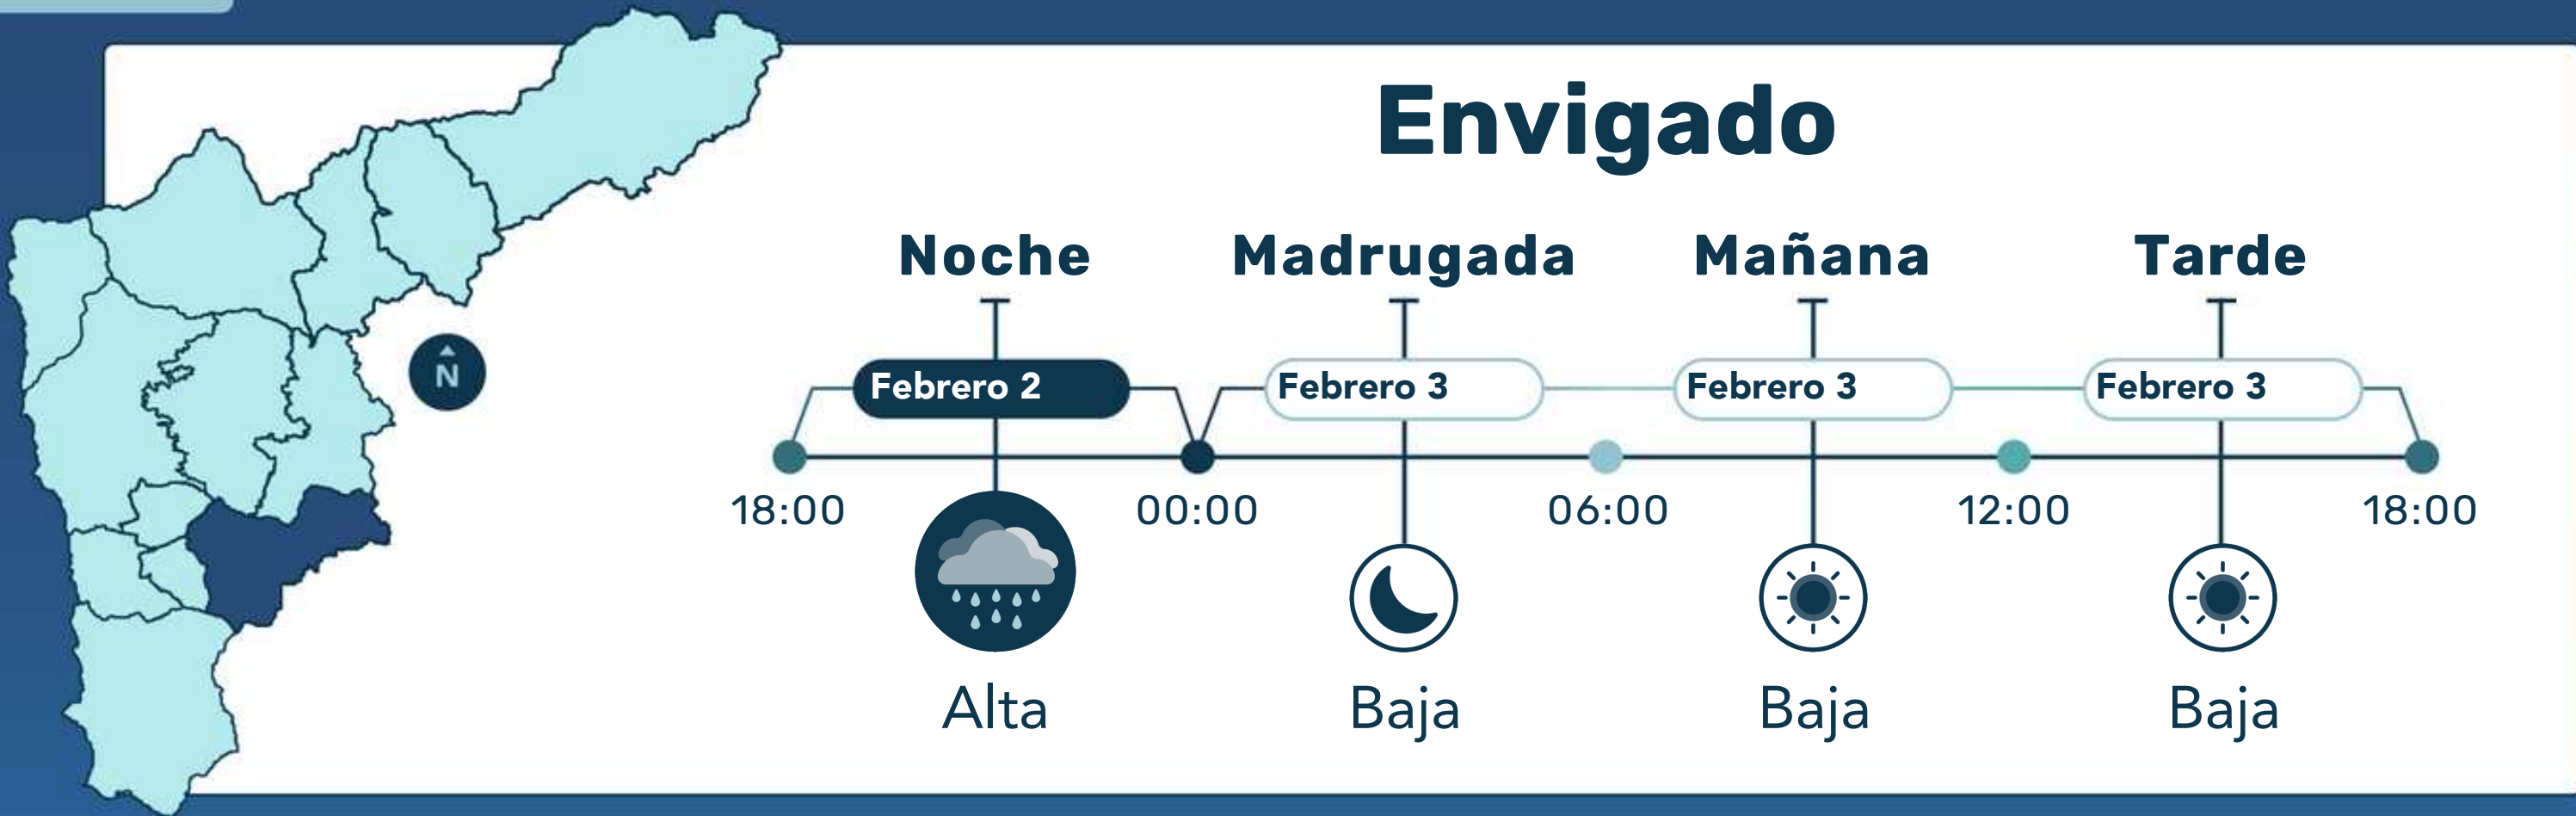 Envigado
Noche Madrugada Mañana Tarde
Febrero 2 Febrero 3 Febrero 3 Febrero 3
N
18:00 00:00 06:00 12:00 18:00
Alta Baja Baja Baja